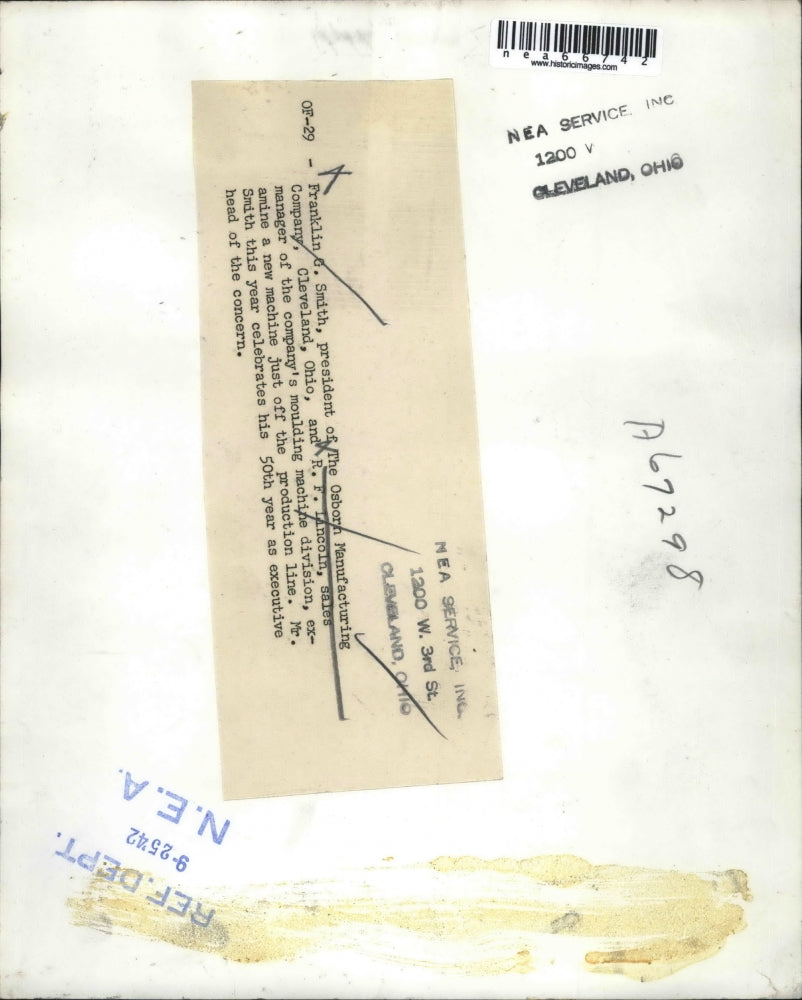 nea66742
www.historicimages.com
NEA SERVICE, INC
1200 V
CLEVELAND, OHIO
OF-29 - Franklin G. Smith, president of The Osborn Manufacturing
Company, Cleveland, Ohio, and R. F. Lincoln, sales
manager of the company's moulding machine division, ex-
amine a new machine just off the production line. Mr.
Smith this year celebrates his 50th year as executive
head of the concern.
NEA SERVICE, INC.
1200 W. 3rd St.
CLEVELAND, OHIO
A67298
N.E.A.
9-2542
REF. DEPT.